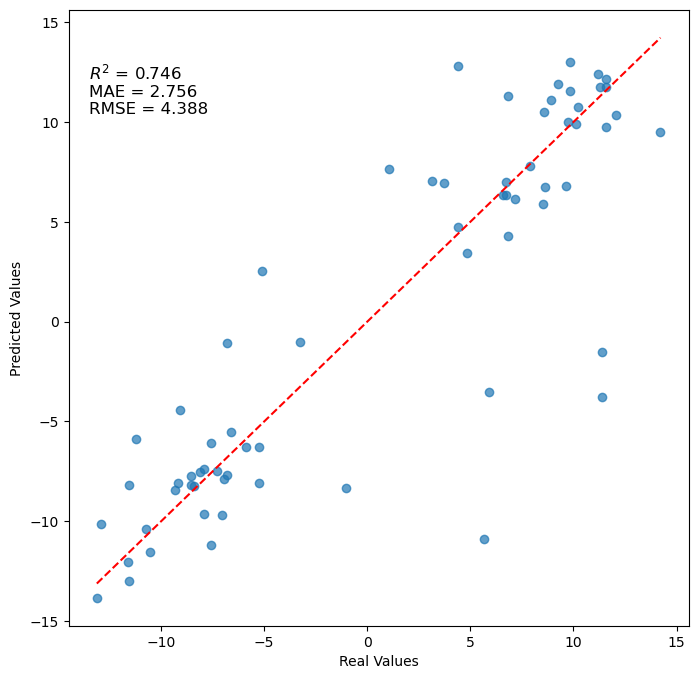 15
10
5
0
−5
−10
−15
R² = 0.746
MAE = 2.756
RMSE = 4.388
Predicted Values
−10
−5
0
5
10
15
Real Values